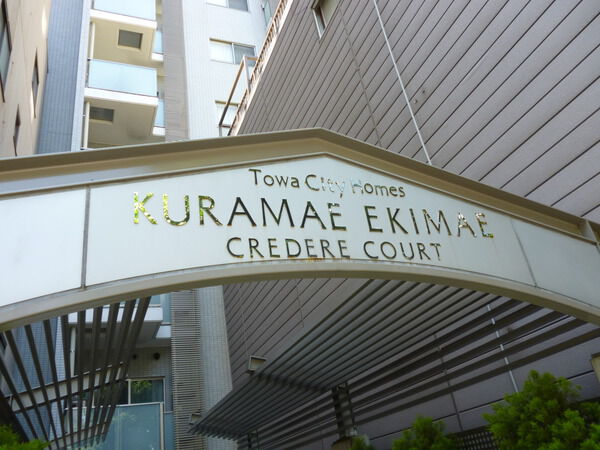 Towa City Homes
KURAMAE EKIMAE
CREDERE COURT